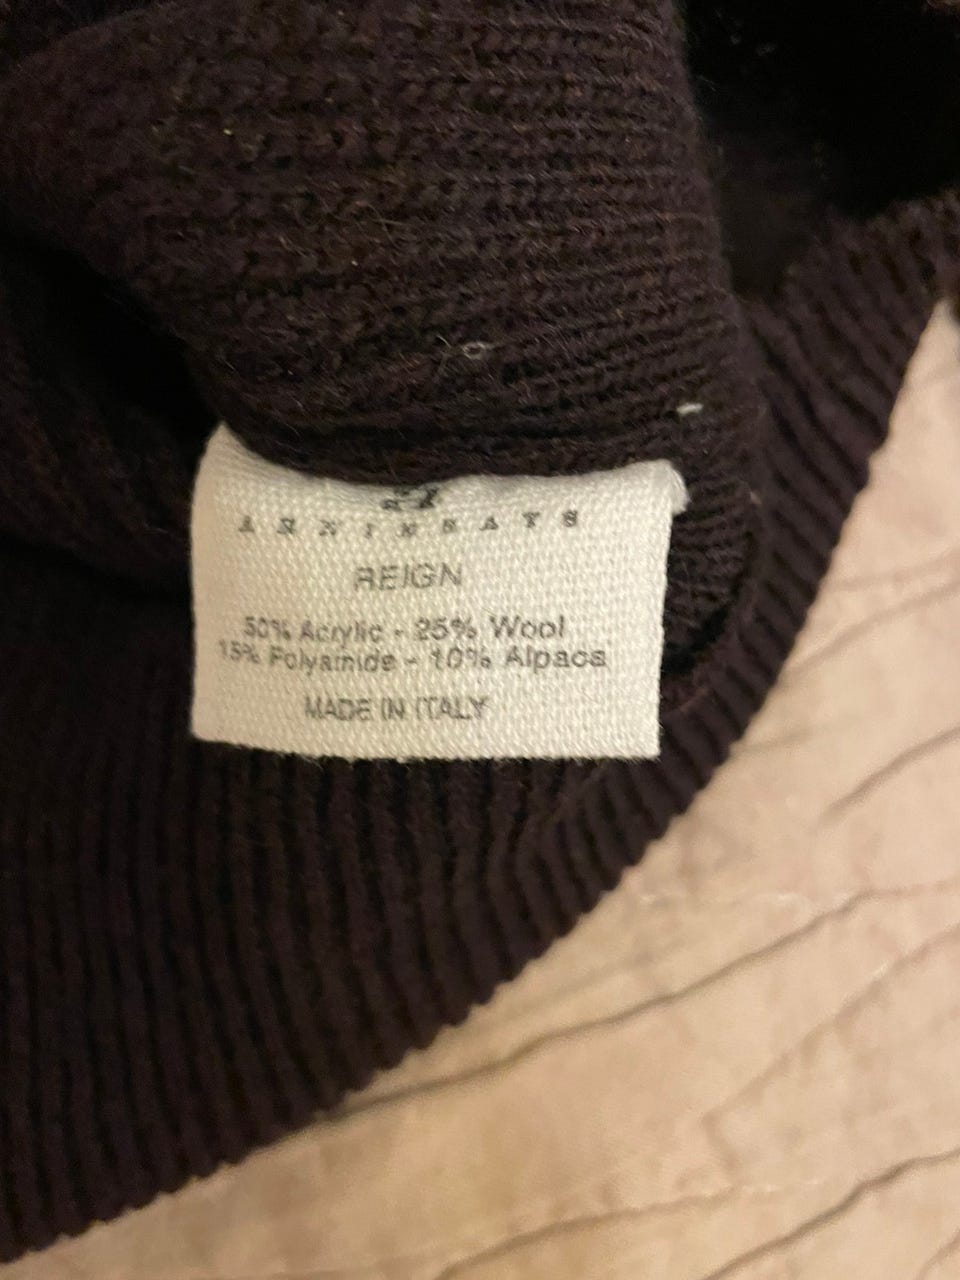 REIGN
50% Acrylic - 25% Wool
15% Polyamide - 10% Alpaca
MADE IN ITALY